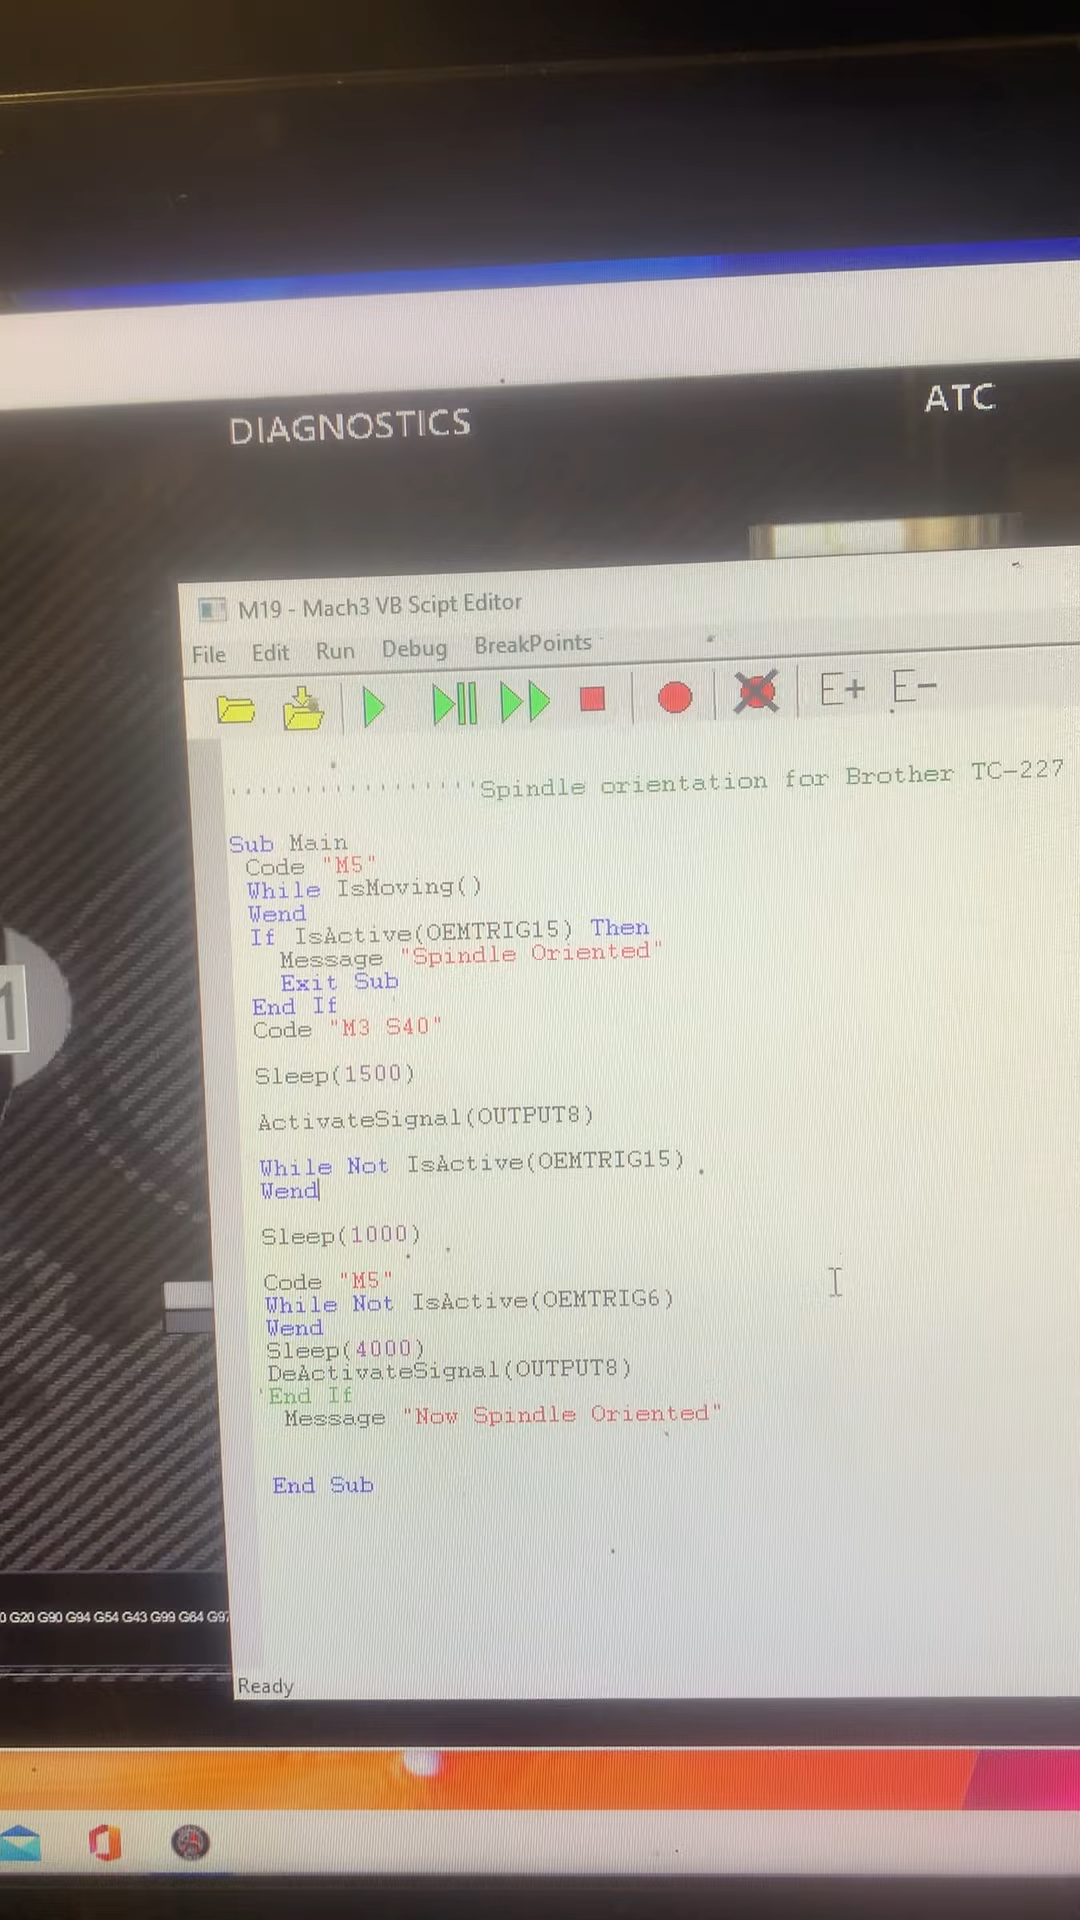 DIAGNOSTICS
ATC
M19 - Mach3 VB Scipt Editor
File Edit Run Debug BreakPoints
E+ E-
'''''''''''''''''Spindle orientation for Brother TC-227
Sub Main
Code "M5"
While IsMoving()
Wend
If IsActive(OEMTRIG15) Then
Message "Spindle Oriented"
Exit Sub
End If
Code "M3 S40"
Sleep(1500)
ActivateSignal(OUTPUT8)
While Not IsActive(OEMTRIG15)
Wend
Sleep(1000)
Code "M5"
While Not IsActive(OEMTRIG6)
Wend
Sleep(4000)
DeActivateSignal(OUTPUT8)
'End If
Message "Now Spindle Oriented"
End Sub
1
0 G20 G90 G94 G54 G43 G99 G64 G97
Ready